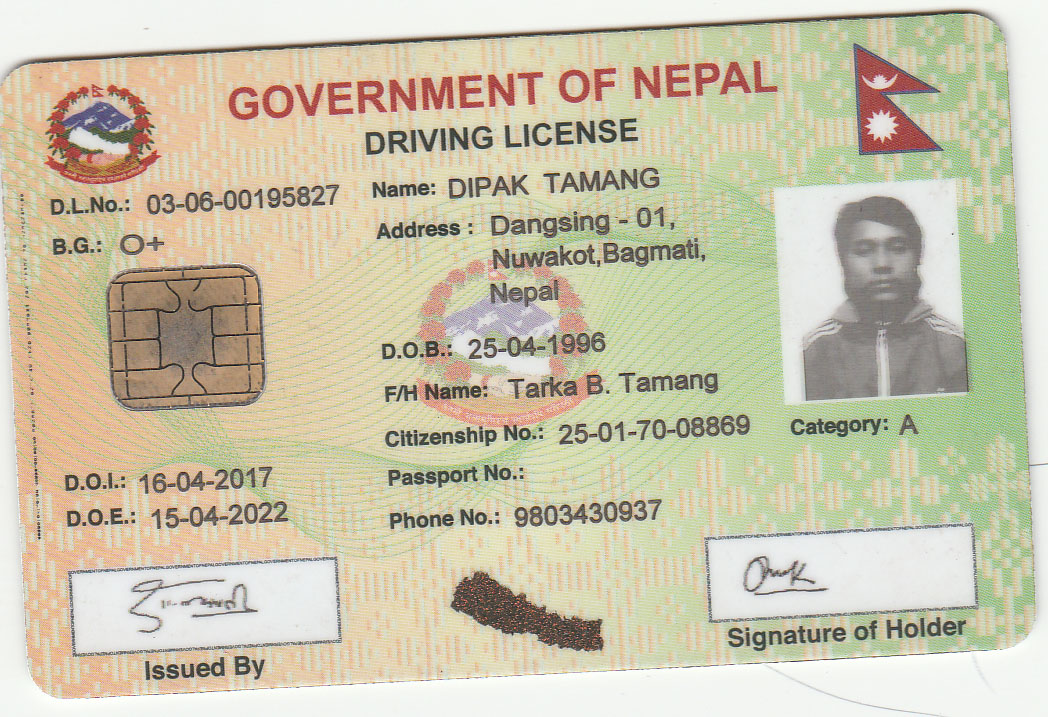 GOVERNMENT OF NEPAL
DRIVING LICENSE
D.L.No.: 03-06-00195827
B.G.: O+
Name: DIPAK TAMANG
Address : Dangsing - 01,
Nuwakot,Bagmati,
Nepal
D.O.B.: 25-04-1996
F/H Name: Tarka B. Tamang
Citizenship No.: 25-01-70-08869
Category: A
D.O.I.: 16-04-2017
Passport No.:
D.O.E.: 15-04-2022
Phone No.: 9803430937
Issued By
Signature of Holder